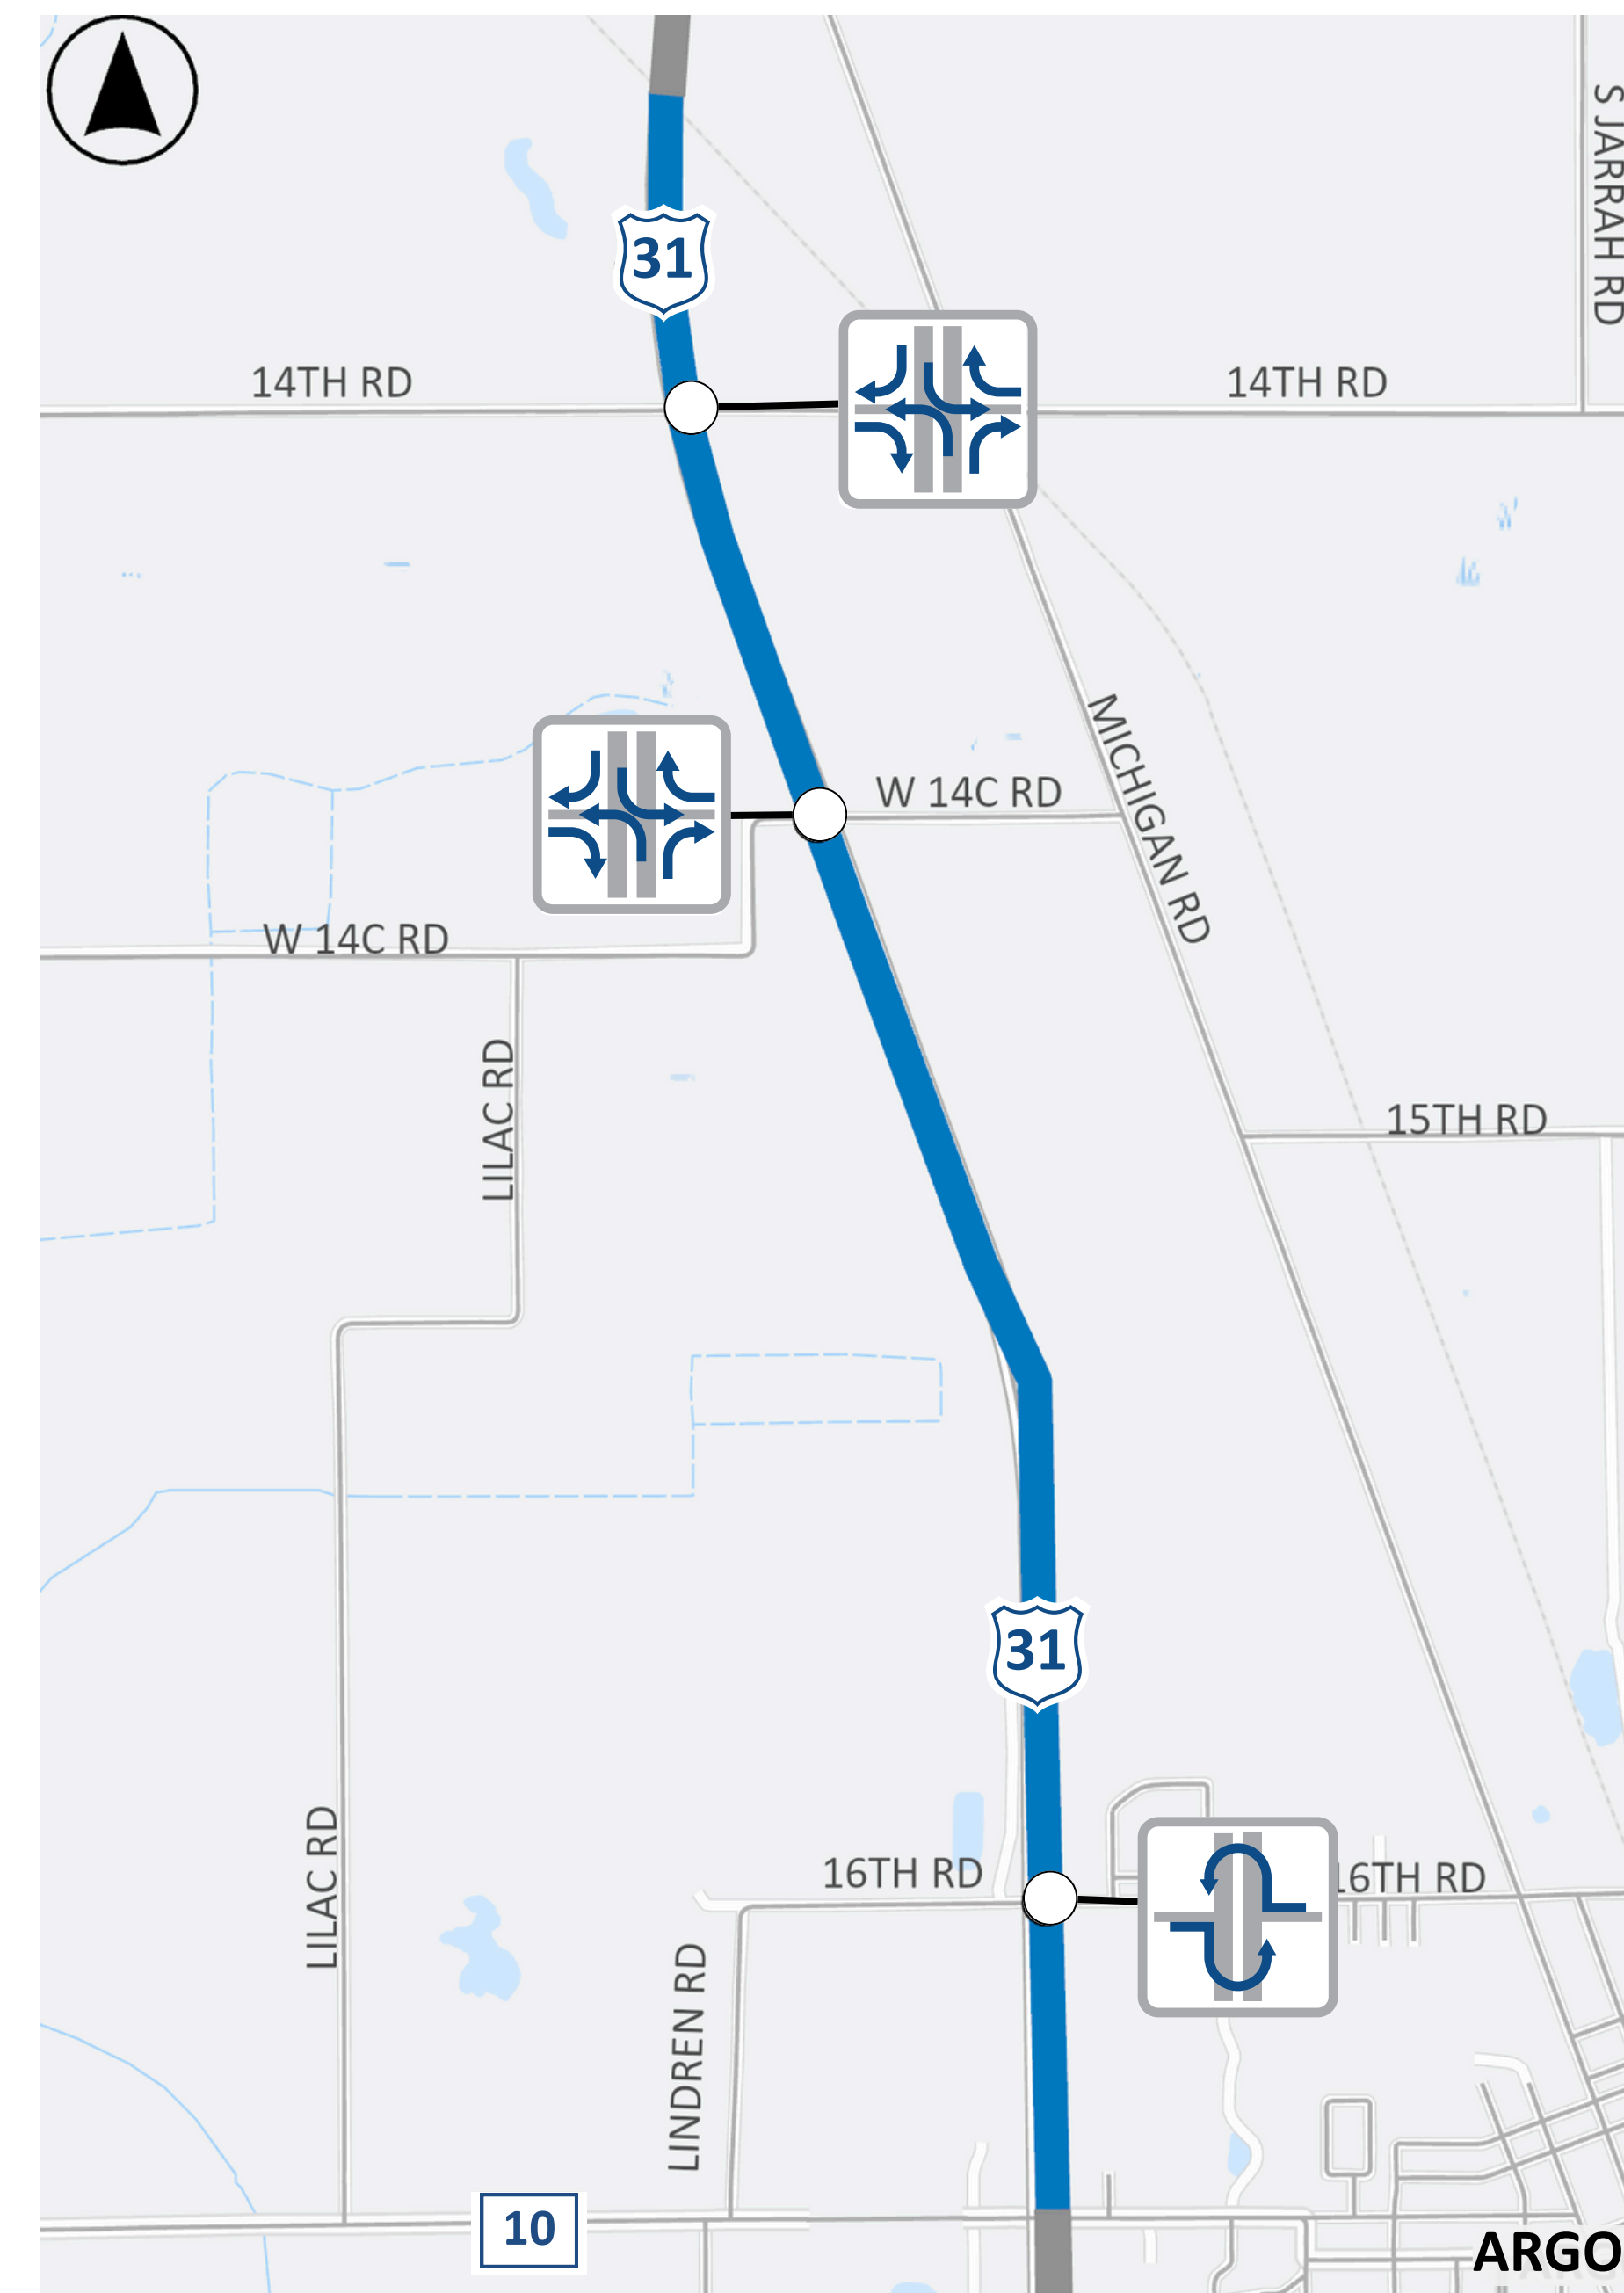 S JARRAH RD
31
14TH RD
14TH RD
W 14C RD
MICHIGAN RD
W 14C RD
LILAC RD
15TH RD
31
LILAC RD
16TH RD
16TH RD
LINDREN RD
10
ARGO